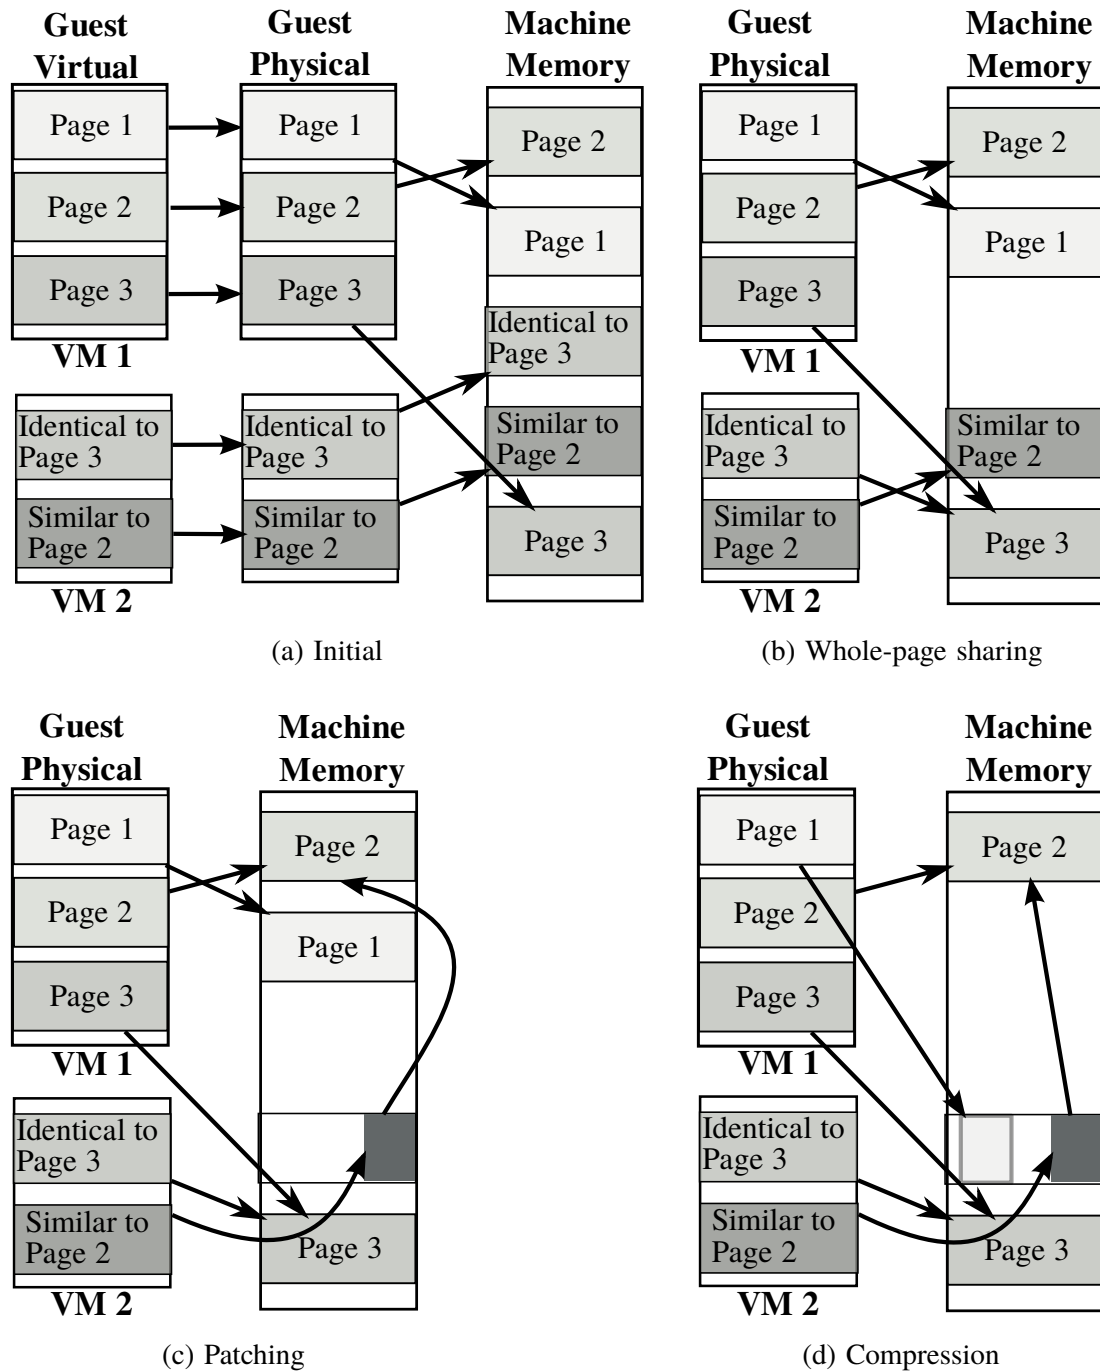 Guest
Virtual
Guest
Physical
Machine
Memory
Page 1
Page 2
Page 3
VM 1
Page 1
Page 2
Page 3
Identical to
Page 3
Similar to
Page 2
VM 2
Identical to
Page 3
Similar to
Page 2
Page 2
Page 1
Identical to
Page 3
Similar to
Page 2
Page 3
(a) Initial
Guest
Physical
Machine
Memory
Page 1
Page 2
Page 3
VM 1
Identical to
Page 3
Similar to
Page 2
VM 2
Page 2
Page 1
Similar to
Page 2
Page 3
(b) Whole-page sharing
Guest
Physical
Machine
Memory
Page 1
Page 2
Page 3
VM 1
Identical to
Page 3
Similar to
Page 2
VM 2
Page 2
Page 1
Page 3
(c) Patching
Guest
Physical
Machine
Memory
Page 1
Page 2
Page 3
VM 1
Identical to
Page 3
Similar to
Page 2
VM 2
Page 2
Page 3
(d) Compression